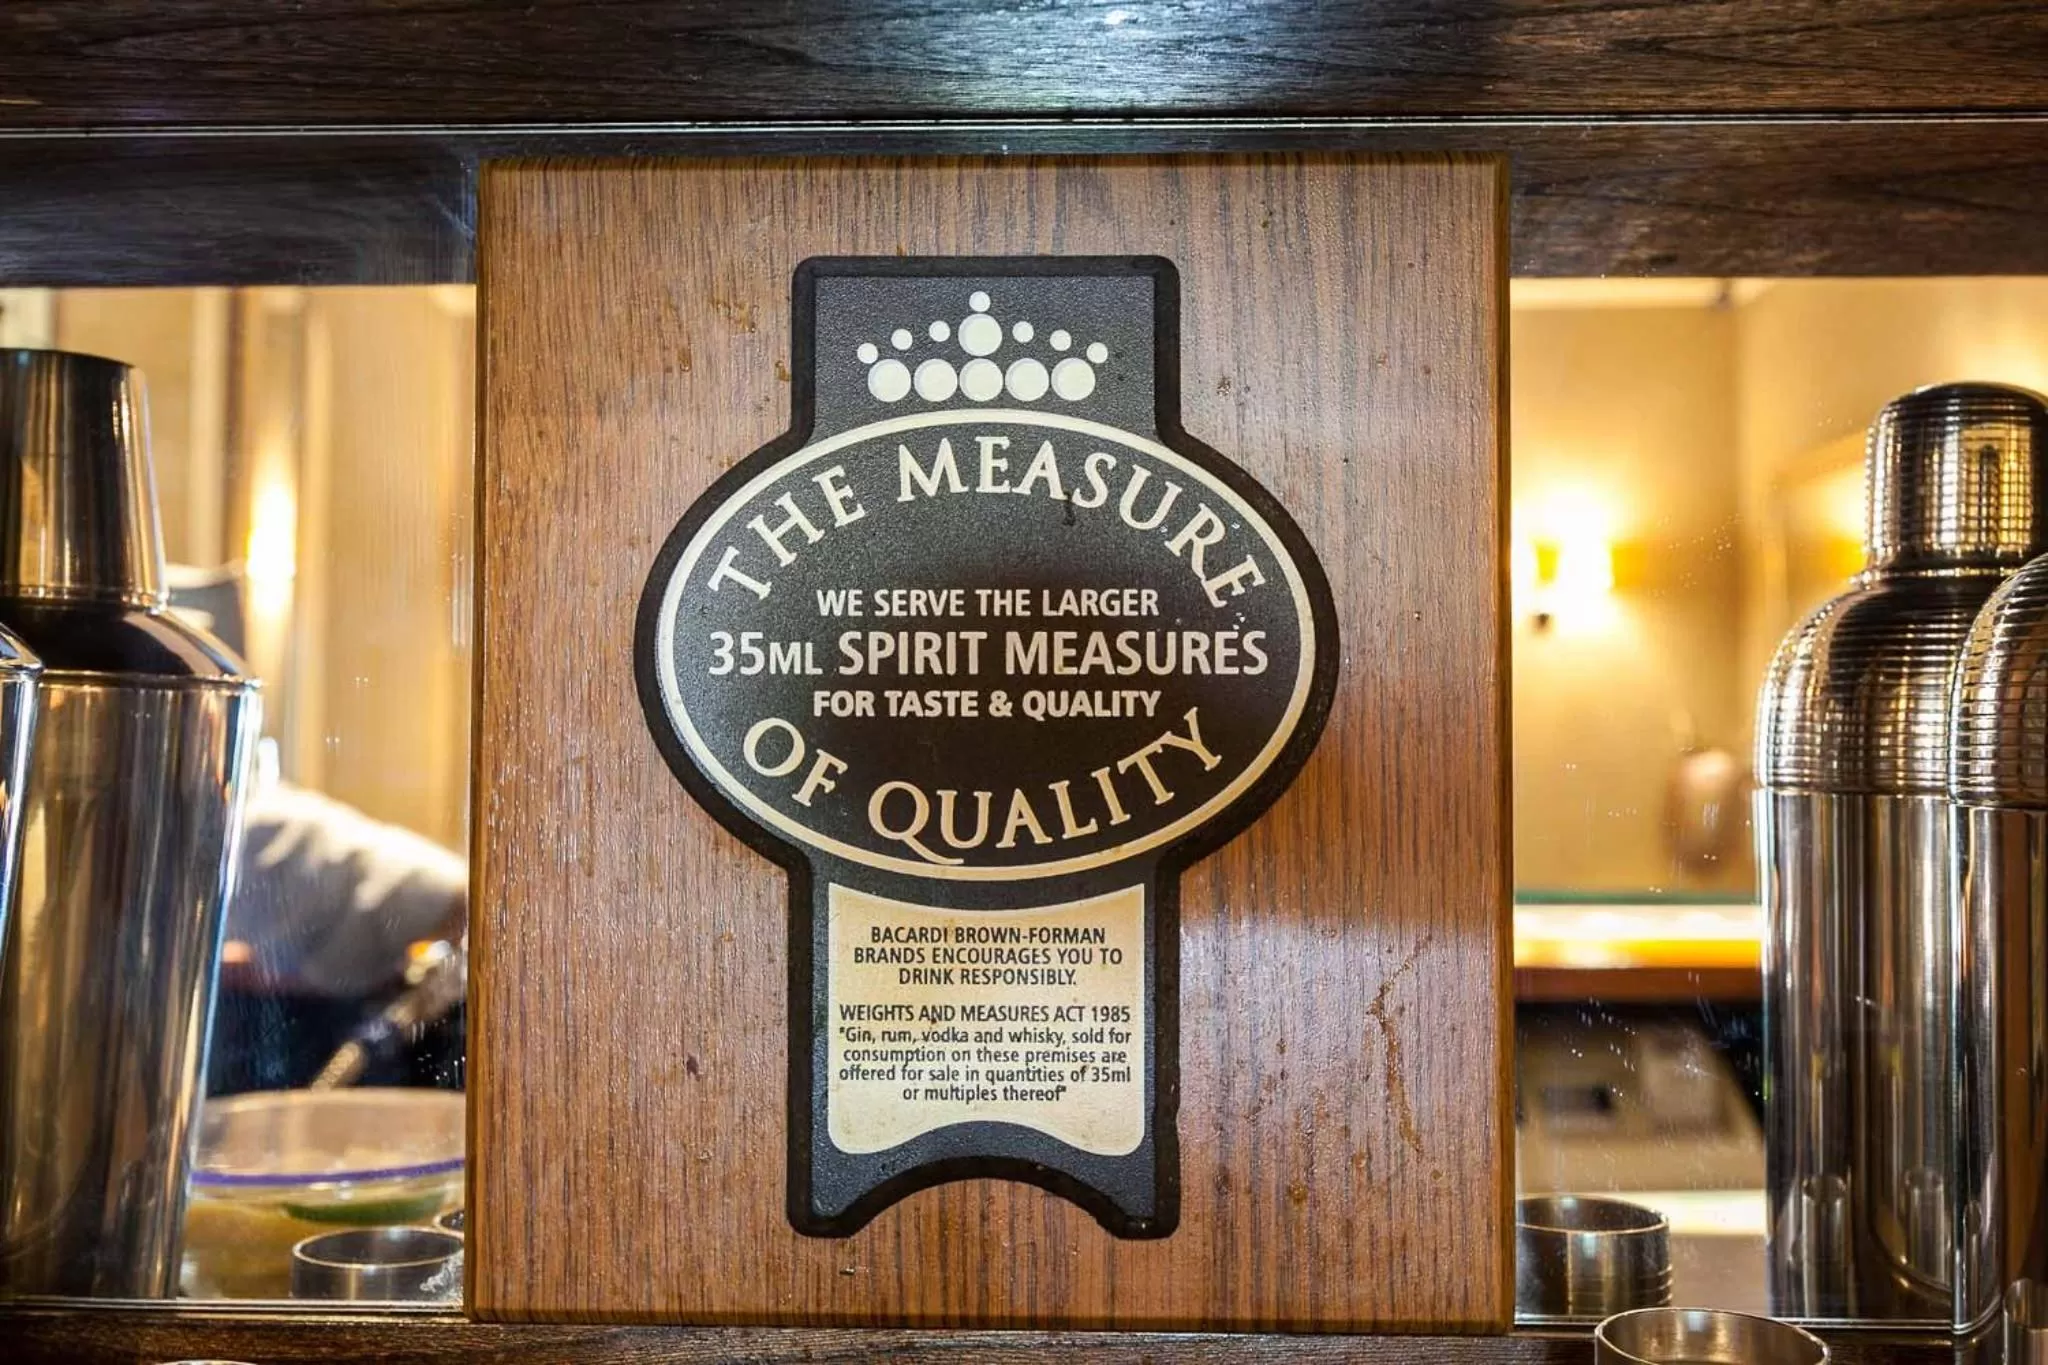 THE MEASURE
WE SERVE THE LARGER
35ML SPIRIT MEASURES
FOR TASTE & QUALITY
OF QUALITY
BACARDI BROWN-FORMAN
BRANDS ENCOURAGES YOU TO
DRINK RESPONSIBLY.
WEIGHTS AND MEASURES ACT 1985
"Gin, rum, vodka and whisky, sold for
consumption on these premises are
offered for sale in quantities of 35ml
or multiples thereof"